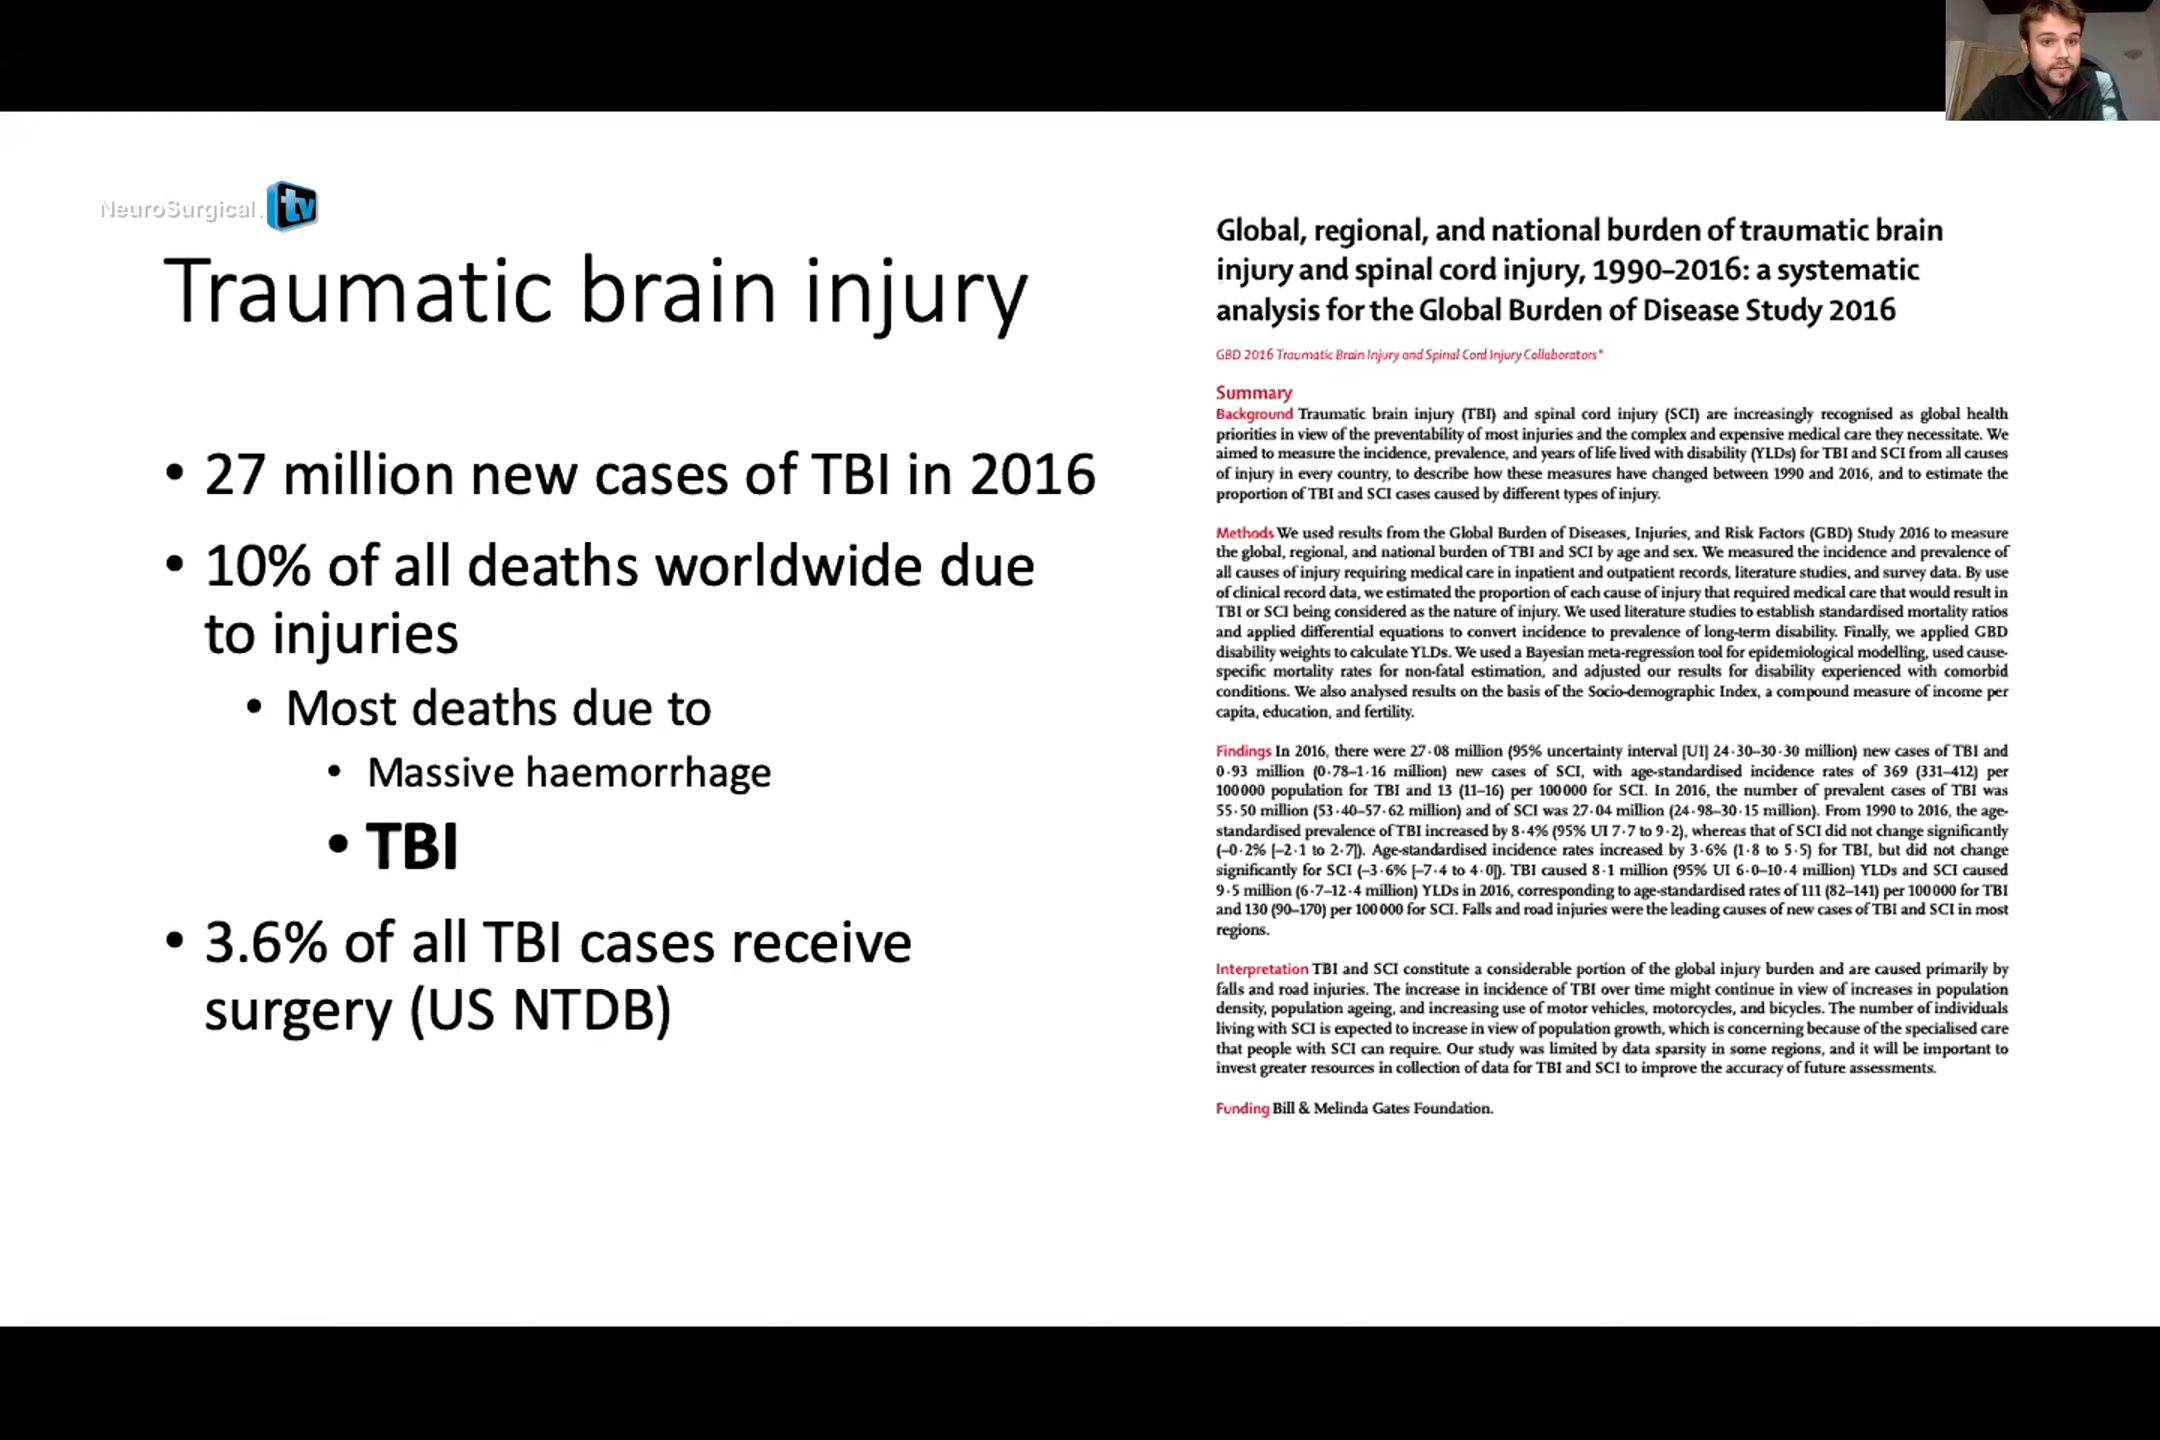 NeuroSurgical.tv
Traumatic brain injury
• 27 million new cases of TBI in 2016
• 10% of all deaths worldwide due
to injuries
• Most deaths due to
• Massive haemorrhage
• TBI
• 3.6% of all TBI cases receive
surgery (US NTDB)
Global, regional, and national burden of traumatic brain
injury and spinal cord injury, 1990–2016: a systematic
analysis for the Global Burden of Disease Study 2016
GBD 2016 Traumatic Brain Injury and Spinal Cord Injury Collaborators*
Summary
Background Traumatic brain injury (TBI) and spinal cord injury (SCI) are increasingly recognised as global health
priorities in view of the preventability of most injuries and the complex and expensive medical care they necessitate. We
aimed to measure the incidence, prevalence, and years of life lived with disability (YLDs) for TBI and SCI from all causes
of injury in every country, to describe how these measures have changed between 1990 and 2016, and to estimate the
proportion of TBI and SCI cases caused by different types of injury.
Methods We used results from the Global Burden of Diseases, Injuries, and Risk Factors (GBD) Study 2016 to measure
the global, regional, and national burden of TBI and SCI by age and sex. We measured the incidence and prevalence of
all causes of injury requiring medical care in inpatient and outpatient records, literature studies, and survey data. By use
of clinical record data, we estimated the proportion of each cause of injury that required medical care that would result in
TBI or SCI being considered as the nature of injury. We used literature studies to establish standardised mortality ratios
and applied differential equations to convert incidence to prevalence of long-term disability. Finally, we applied GBD
disability weights to calculate YLDs. We used a Bayesian meta-regression tool for epidemiological modelling, used cause-
specific mortality rates for non-fatal estimation, and adjusted our results for disability experienced with comorbid
conditions. We also analysed results on the basis of the Socio-demographic Index, a compound measure of income per
capita, education, and fertility.
Findings In 2016, there were 27·08 million (95% uncertainty interval [UI] 24·30–30·30 million) new cases of TBI and
0·93 million (0·78–1·16 million) new cases of SCI, with age-standardised incidence rates of 369 (331–412) per
100 000 population for TBI and 13 (11–16) per 100 000 for SCI. In 2016, the number of prevalent cases of TBI was
55·50 million (53·40–57·62 million) and of SCI was 27·04 million (24·98–30·15 million). From 1990 to 2016, the age-
standardised prevalence of TBI increased by 8·4% (95% UI 7·7 to 9·2), whereas that of SCI did not change significantly
(–0·2% [–2·1 to 2·7]). Age-standardised incidence rates increased by 3·6% (1·8 to 5·5) for TBI, but did not change
significantly for SCI (–3·6% [–7·4 to 4·0]). TBI caused 8·1 million (95% UI 6·0–10·4 million) YLDs and SCI caused
9·5 million (6·7–12·4 million) YLDs in 2016, corresponding to age-standardised rates of 111 (82–141) per 100 000 for TBI
and 130 (90–170) per 100 000 for SCI. Falls and road injuries were the leading causes of new cases of TBI and SCI in most
regions.
Interpretation TBI and SCI constitute a considerable portion of the global injury burden and are caused primarily by
falls and road injuries. The increase in incidence of TBI over time might continue in view of increases in population
density, population ageing, and increasing use of motor vehicles, motorcycles, and bicycles. The number of individuals
living with SCI is expected to increase in view of population growth, which is concerning because of the specialised care
that people with SCI can require. Our study was limited by data sparsity in some regions, and it will be important to
invest greater resources in collection of data for TBI and SCI to improve the accuracy of future assessments.
Funding Bill & Melinda Gates Foundation.